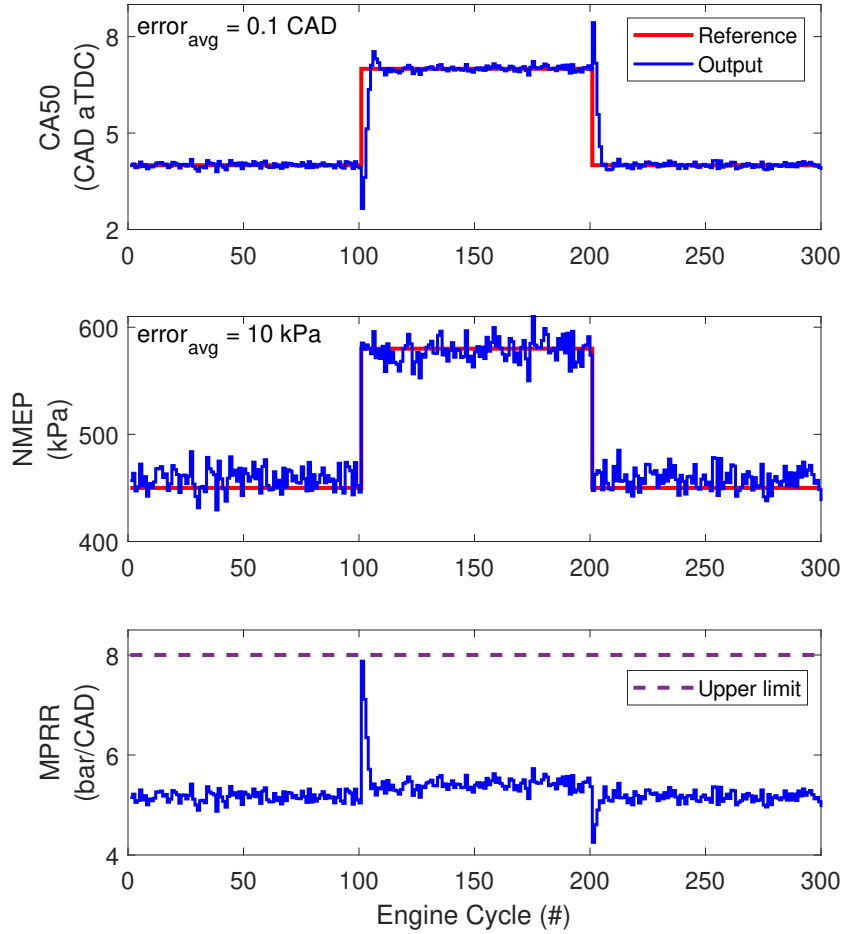 error_avg = 0.1 CAD
Reference
Output
CA50
(CAD aTDC)
8
5
2
0 50 100 150 200 250 300
error_avg = 10 kPa
NMEP
(kPa)
600
500
400
0 50 100 150 200 250 300
Upper limit
MPRR
(bar/CAD)
8
6
4
0 50 100 150 200 250 300
Engine Cycle (#)